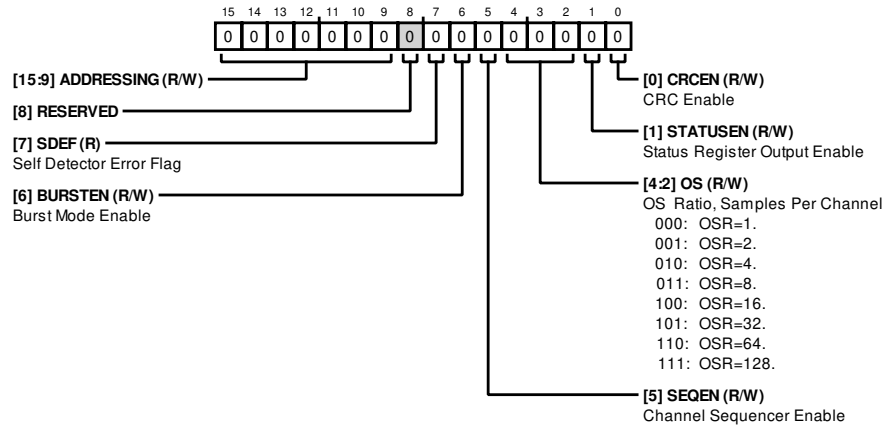 15 14 13 12 11 10 9 8 7 6 5 4 3 2 1 0
0 0 0 0 0 0 0 0 0 0 0 0 0 0 0 0
[15:9] ADDRESSING (R/W)
[8] RESERVED
[7] SDEF (R)
Self Detector Error Flag
[6] BURSTEN (R/W)
Burst Mode Enable
[0] CRCEN (R/W)
CRC Enable
[1] STATUSEN (R/W)
Status Register Output Enable
[4:2] OS (R/W)
OS Ratio, Samples Per Channel
000: OSR=1.
001: OSR=2.
010: OSR=4.
011: OSR=8.
100: OSR=16.
101: OSR=32.
110: OSR=64.
111: OSR=128.
[5] SEQEN (R/W)
Channel Sequencer Enable